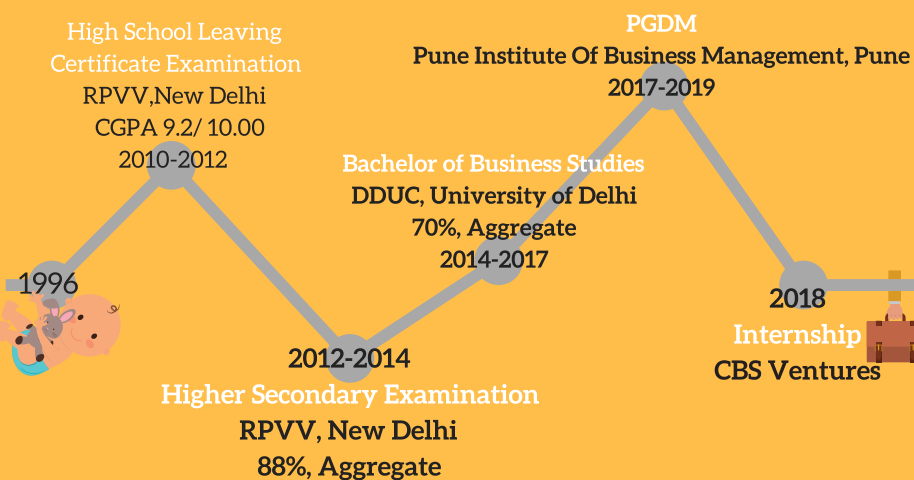 1996
High School Leaving
Certificate Examination
RPVV,New Delhi
CGPA 9.2/ 10.00
2010-2012
2012-2014
Higher Secondary Examination
RPVV, New Delhi
88%, Aggregate
Bachelor of Business Studies
DDUC, University of Delhi
70%, Aggregate
2014-2017
PGDM
Pune Institute Of Business Management, Pune
2017-2019
2018
Internship
CBS Ventures